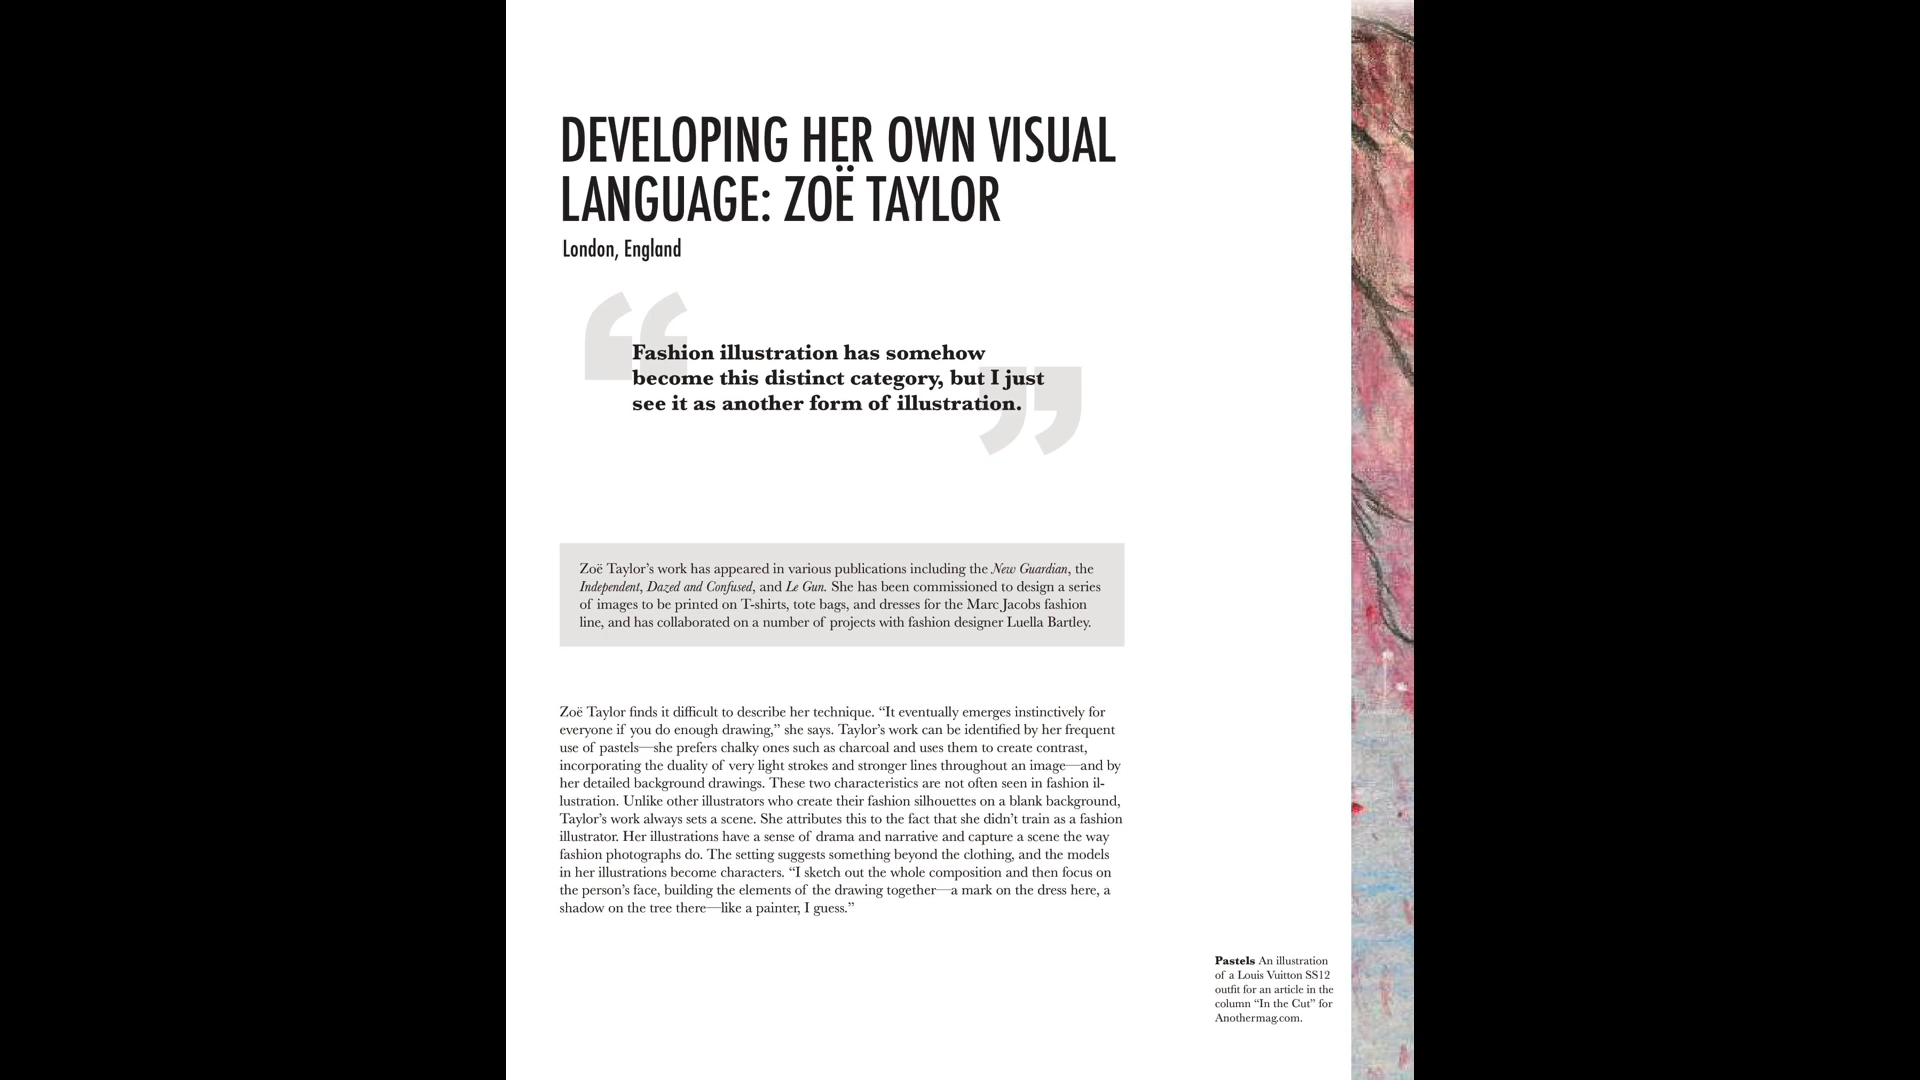 DEVELOPING HER OWN VISUAL
LANGUAGE: ZOË TAYLOR
London, England
“
Fashion illustration has somehow
become this distinct category, but I just
see it as another form of illustration.
”
Zoë Taylor’s work has appeared in various publications including the New Guardian, the
Independent, Dazed and Confused, and Le Gun. She has been commissioned to design a series
of images to be printed on T-shirts, tote bags, and dresses for the Marc Jacobs fashion
line, and has collaborated on a number of projects with fashion designer Luella Bartley.
Zoë Taylor finds it difficult to describe her technique. “It eventually emerges instinctively for
everyone if you do enough drawing,” she says. Taylor’s work can be identified by her frequent
use of pastels—she prefers chalky ones such as charcoal and uses them to create contrast,
incorporating the duality of very light strokes and stronger lines throughout an image—and by
her detailed background drawings. These two characteristics are not often seen in fashion il-
lustration. Unlike other illustrators who create their fashion silhouettes on a blank background,
Taylor’s work always sets a scene. She attributes this to the fact that she didn’t train as a fashion
illustrator. Her illustrations have a sense of drama and narrative and capture a scene the way
fashion photographs do. The setting suggests something beyond the clothing, and the models
in her illustrations become characters. “I sketch out the whole composition and then focus on
the person’s face, building the elements of the drawing together—a mark on the dress here, a
shadow on the tree there—like a painter, I guess.”
Pastels An illustration
of a Louis Vuitton SS12
outfit for an article in the
column “In the Cut” for
Anothermag.com.